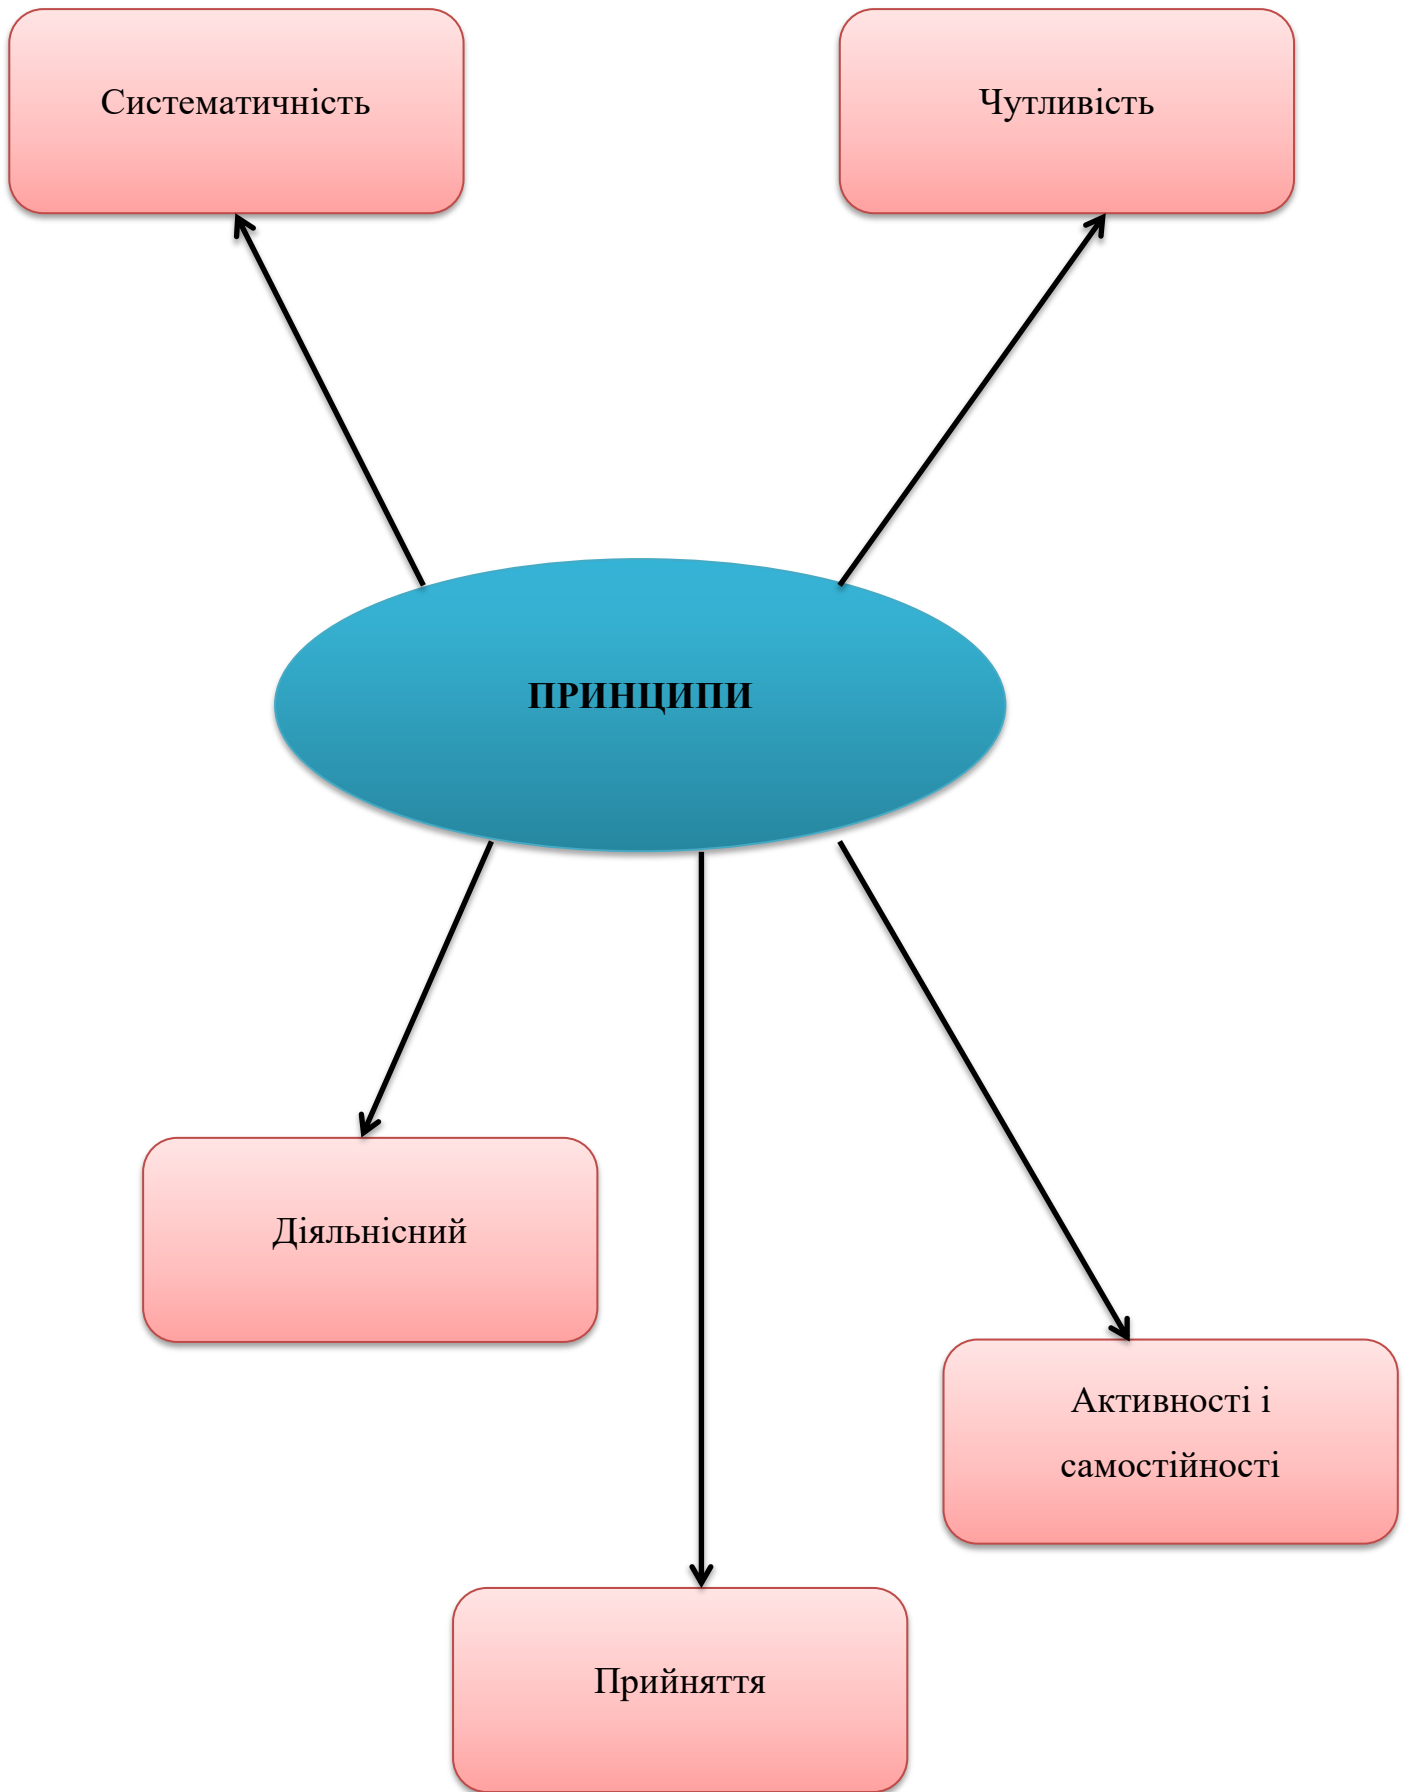 Систематичність
Чутливість
ПРИНЦИПИ
Діяльнісний
Активності і
самостійності
Прийняття